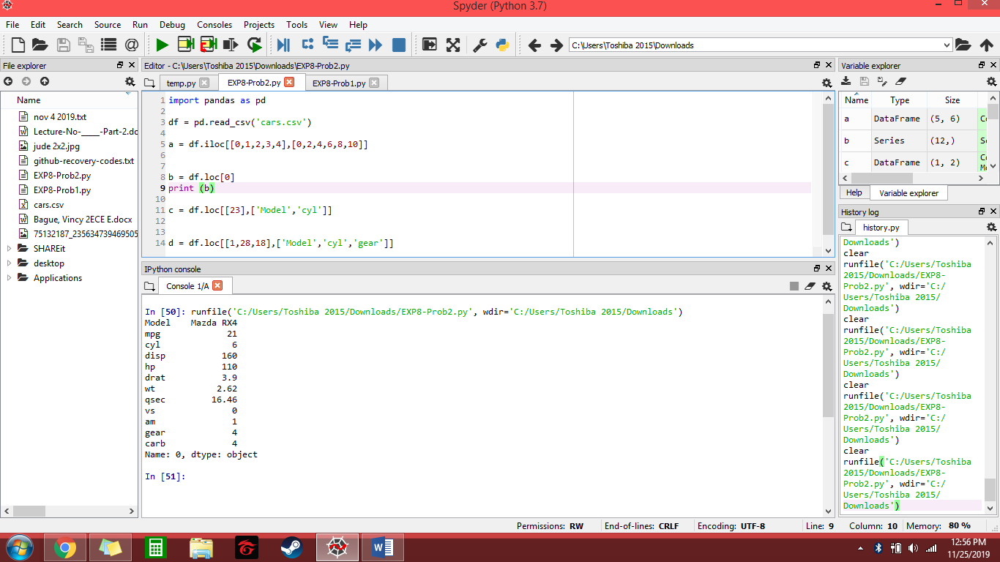 Spyder (Python 3.7)
File Edit Search Source Run Debug Consoles Projects Tools View Help
C:\Users\Toshiba 2015\Downloads
File explorer
Name
nov 4 2019.txt
Lecture-No-____-Part-2.do
jude 2x2.jpg
github-recovery-codes.txt
EXP8-Prob2.py
EXP8-Prob1.py
cars.csv
Bague, Vincy 2ECE E.docx
75132187_235634739469505
SHAREit
desktop
Applications
Editor - C:\Users\Toshiba 2015\Downloads\EXP8-Prob2.py
temp.py EXP8-Prob2.py EXP8-Prob1.py
1 import pandas as pd
2
3 df = pd.read_csv('cars.csv')
4
5 a = df.iloc[[0,1,2,3,4],[0,2,4,6,8,10]]
6
7
8 b = df.loc[0]
9 print (b)
10
11 c = df.loc[[23],['Model','cyl']]
12
13
14 d = df.loc[[1,28,18],['Model','cyl','gear']]
IPython console
Console 1/A
In [50]: runfile('C:/Users/Toshiba 2015/Downloads/EXP8-Prob2.py', wdir='C:/Users/Toshiba 2015/Downloads')
Model Mazda RX4
mpg 21
cyl 6
disp 160
hp 110
drat 3.9
wt 2.62
qsec 16.46
vs 0
am 1
gear 4
carb 4
Name: 0, dtype: object
In [51]:
Variable explorer
Name Type Size
a DataFrame (5, 6)
b Series (12,)
c DataFrame (1, 2)
Help Variable explorer
History log
history.py
Downloads')
clear
runfile('C:/Users/Toshiba
2015/Downloads/EXP8-
Prob2.py', wdir='C:/
Users/Toshiba 2015/
Downloads')
clear
runfile('C:/Users/Toshiba
2015/Downloads/EXP8-
Prob2.py', wdir='C:/
Users/Toshiba 2015/
Downloads')
clear
runfile('C:/Users/Toshiba
2015/Downloads/EXP8-
Prob2.py', wdir='C:/
Users/Toshiba 2015/
Downloads')
clear
runfile('C:/Users/Toshiba
2015/Downloads/EXP8-
Prob2.py', wdir='C:/
Users/Toshiba 2015/
Downloads')
Permissions: RW End-of-lines: CRLF Encoding: UTF-8 Line: 9 Column: 10 Memory: 80 %
12:56 PM
11/25/2019